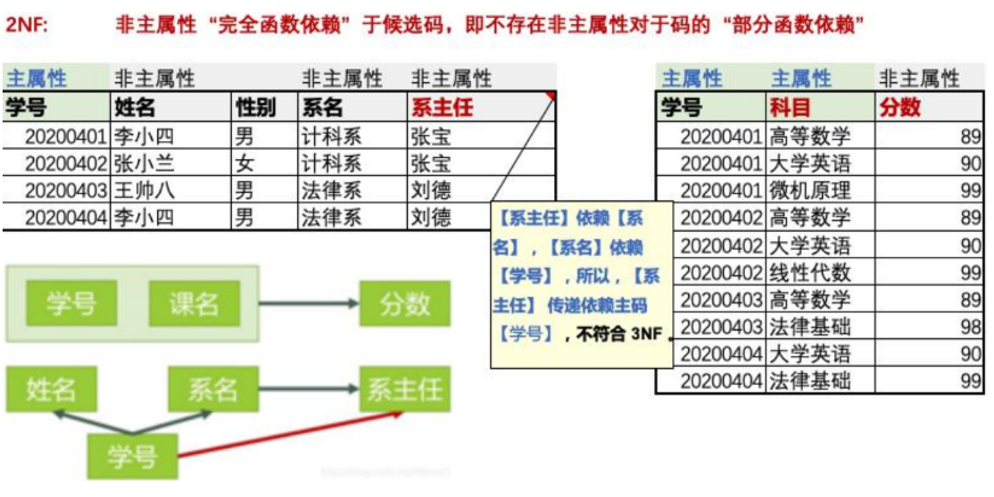 2NF: 非主属性“完全函数依赖”于候选码，即不存在非主属性对于码的“部分函数依赖”
主属性 非主属性 非主属性 非主属性
学号 姓名 性别 系名 系主任
20200401 李小四 男 计科系 张宝
20200402 张小兰 女 计科系 张宝
20200403 王帅八 男 法律系 刘德
20200404 李小四 男 法律系 刘德
主属性 主属性 非主属性
学号 科目 分数
20200401 高等数学 89
20200401 大学英语 90
20200401 微机原理 99
20200402 高等数学 89
20200402 大学英语 90
20200402 线性代数 99
20200403 高等数学 89
20200403 法律基础 98
20200404 大学英语 90
20200404 法律基础 99
【系主任】依赖【系
名】，【系名】依赖
【学号】，所以，【系
主任】传递依赖主码
【学号】，不符合 3NF 。
学号 课名 分数
姓名 系名 系主任
学号